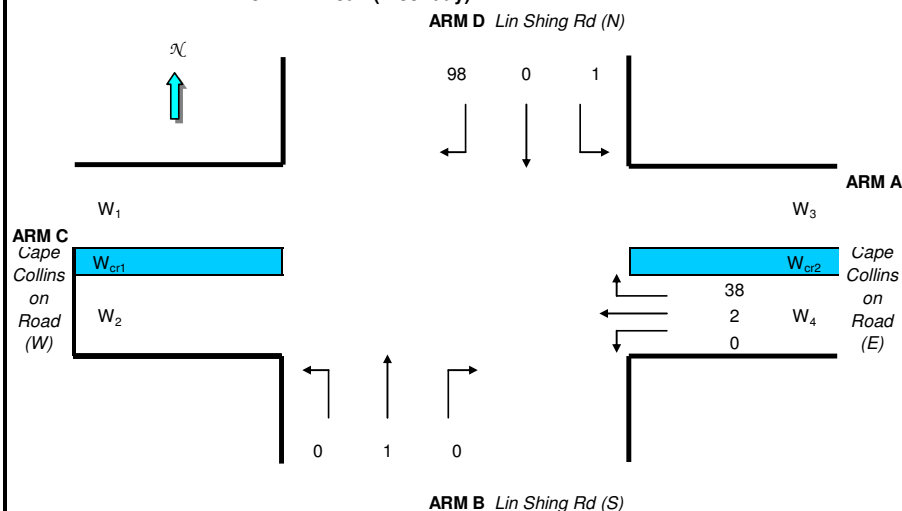 ARM D Lin Shing Rd (N)
N
98 0 1
ARM A
W1
W3
ARM C
Cape
Collins
on
Road
(W)
Wcr1
Wcr2
Cape
Collins
on
Road
(E)
38
W2
2
W4
0
0 1 0
ARM B Lin Shing Rd (S)